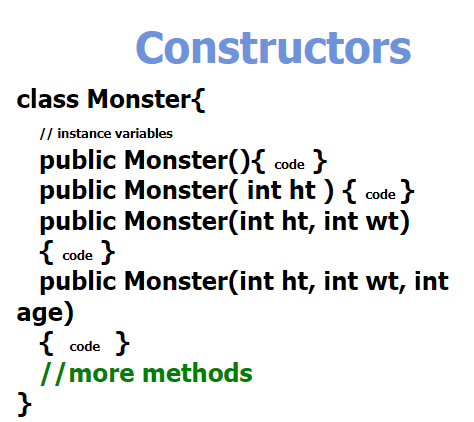 Constructors
class Monster{
// instance variables
public Monster(){ code }
public Monster( int ht ) { code }
public Monster(int ht, int wt)
{ code }
public Monster(int ht, int wt, int
age)
{ code }
//more methods
}